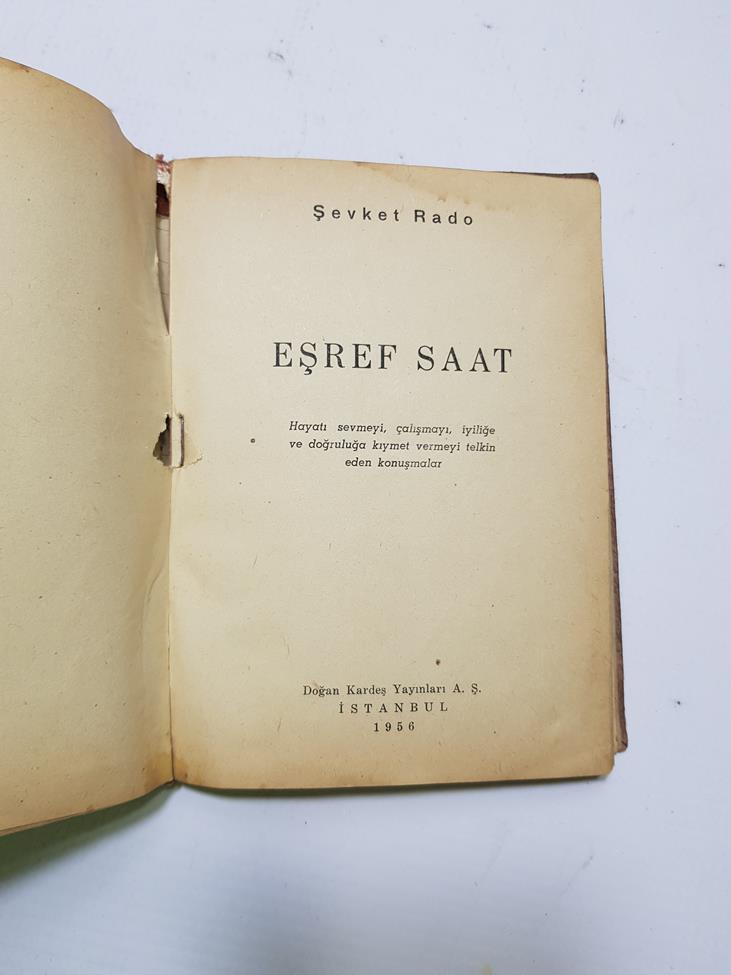 Şevket Rado
EŞREF SAAT
Hayatı sevmeyi, çalışmayı, iyiliğe
ve doğruluğa kıymet vermeyi telkin
eden konuşmalar
Doğan Kardeş Yayınları A. Ş.
İSTANBUL
1956